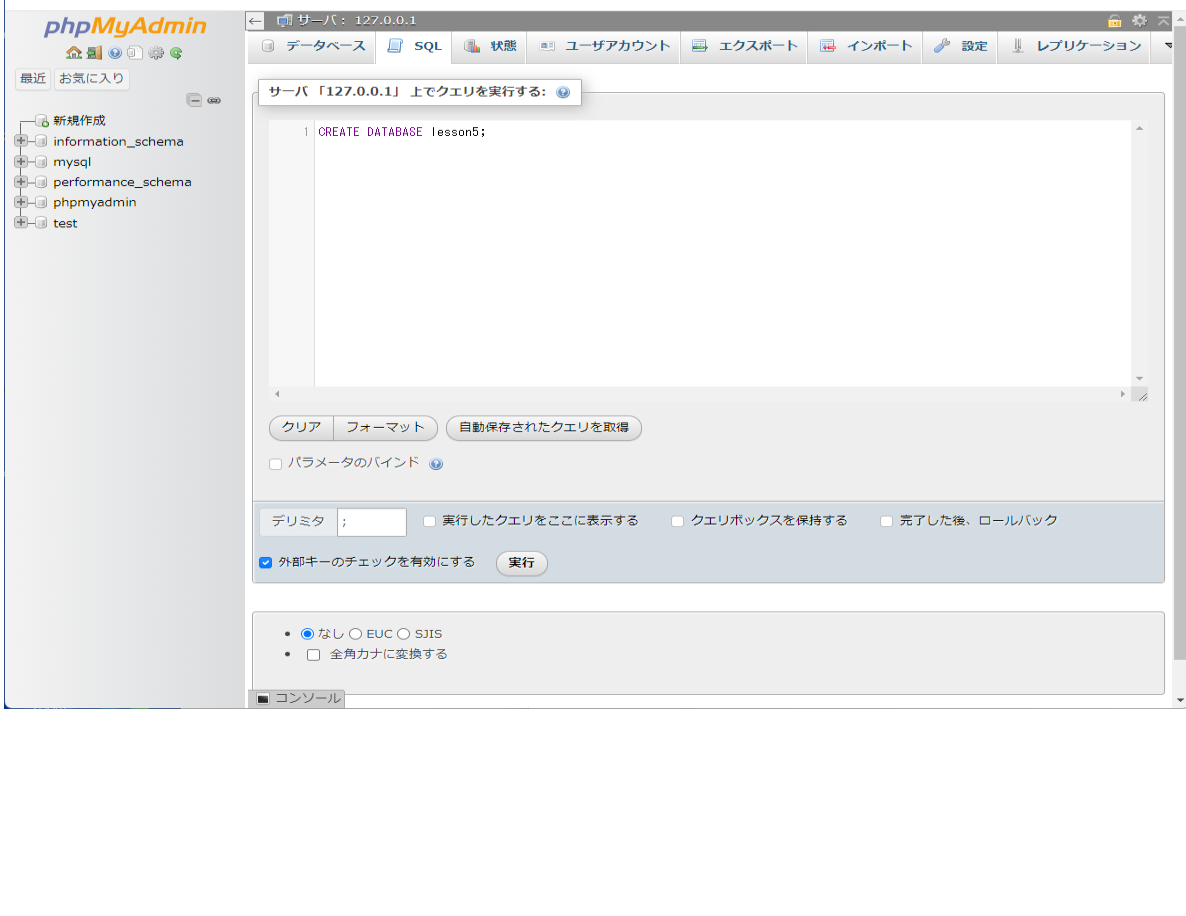 phpMyAdmin
最近 お気に入り
新規作成
information_schema
mysql
performance_schema
phpmyadmin
test
サーバ： 127.0.0.1
データベース SQL 状態 ユーザアカウント エクスポート インポート 設定 レプリケーション
サーバ 「127.0.0.1」 上でクエリを実行する:
1 CREATE DATABASE lesson5;
クリア フォーマット 自動保存されたクエリを取得
パラメータのバインド
デリミタ ; 実行したクエリをここに表示する クエリボックスを保持する 完了した後、ロールバック
外部キーのチェックを有効にする 実行
なし EUC SJIS
全角カナに変換する
コンソール